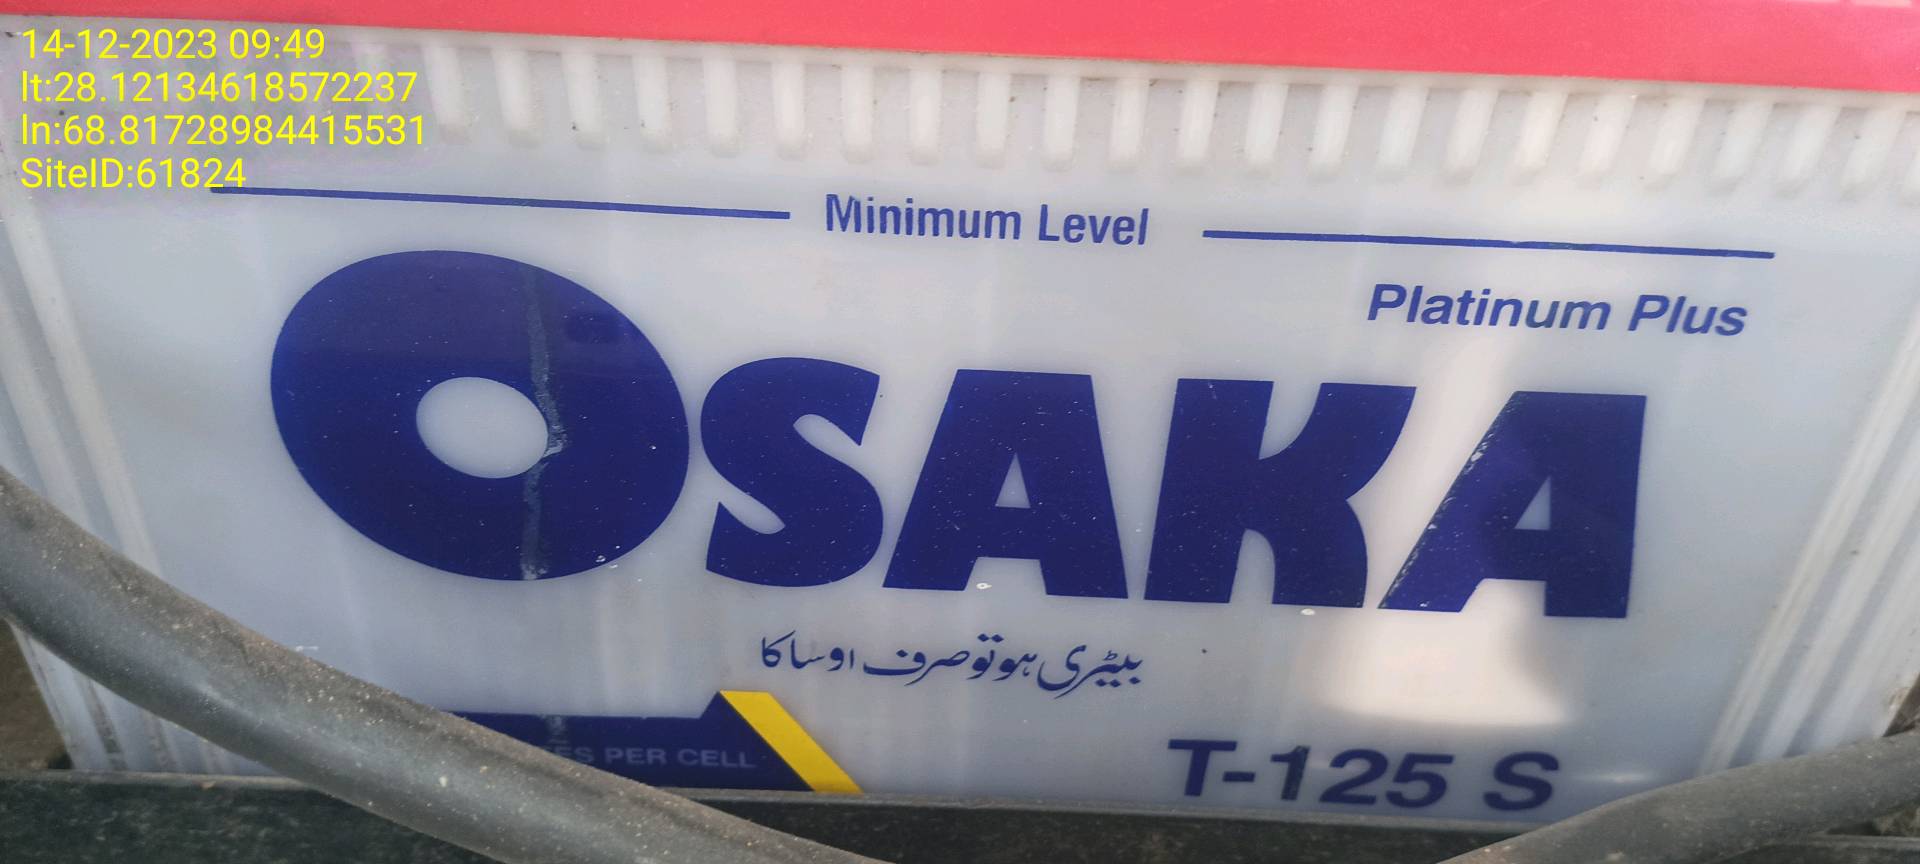 14-12-2023 09:49
lt:28.12134618572237
ln:68.81728984415531
SiteID:61824
Minimum Level
Platinum Plus
OSAKA
بیٹری ہو تو صرف اوساکا
PER CELL
T-125 S